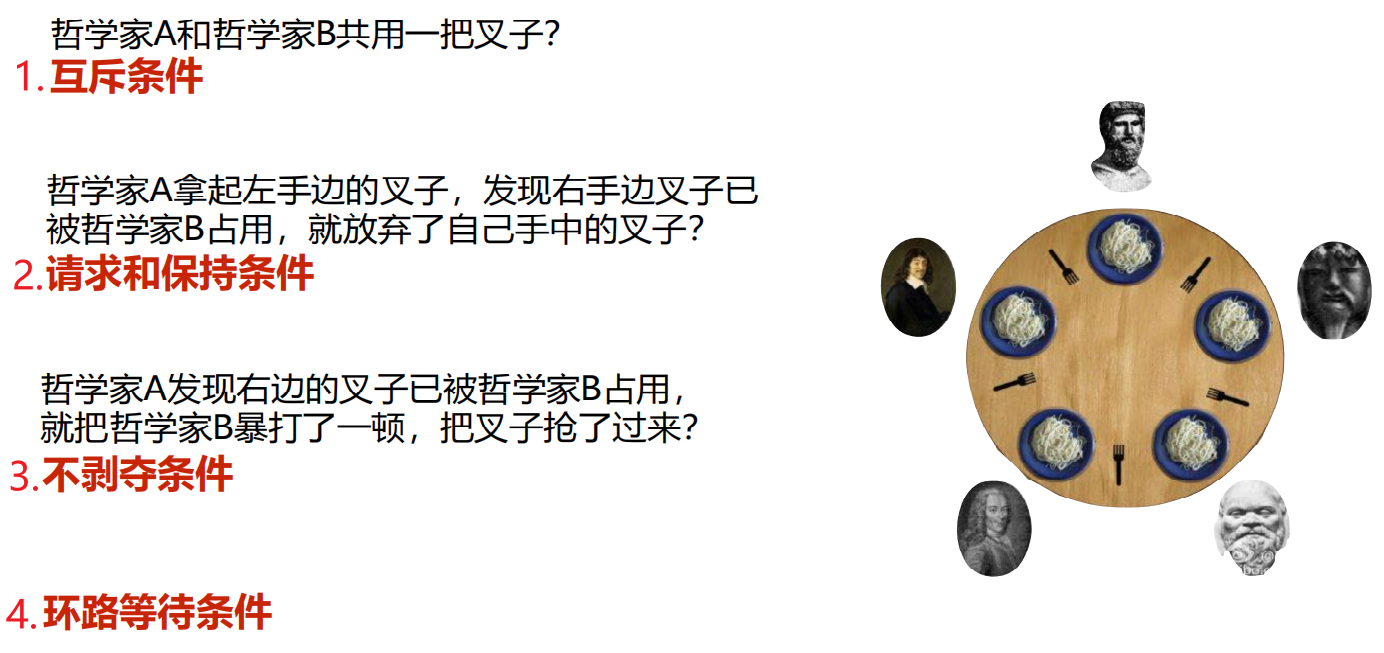 哲学家A和哲学家B共用一把叉子？
1.互斥条件
哲学家A拿起左手边的叉子，发现右手边叉子已
被哲学家B占用，就放弃了自己手中的叉子？
2.请求和保持条件
哲学家A发现右边的叉子已被哲学家B占用，
就把哲学家B暴打了一顿，把叉子抢了过来？
3.不剥夺条件
4.环路等待条件